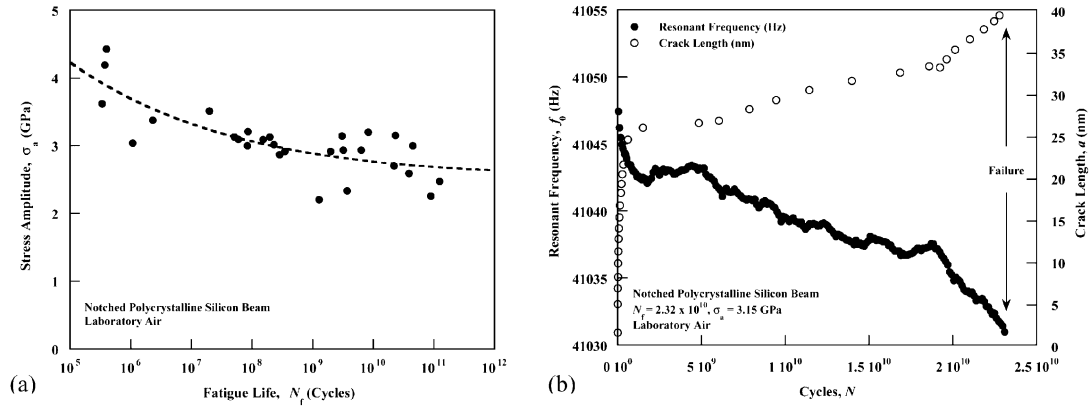 5
4
3
2
1
0
Stress Amplitude, σa (GPa)
Notched Polycrystalline Silicon Beam
Laboratory Air
10^5 10^6 10^7 10^8 10^9 10^10 10^11 10^12
(a)
Fatigue Life, Nf (Cycles)
41055
41050
41045
41040
41035
41030
Resonant Frequency, f0 (Hz)
Resonant Frequency (Hz)
Crack Length (nm)
Failure
Notched Polycrystalline Silicon Beam
Nf = 2.32 x 10^10, σa = 3.15 GPa
Laboratory Air
40
35
30
25
20
15
10
5
0
Crack Length, a (nm)
0 10^0 5 10^9 1 10^10 1.5 10^10 2 10^10 2.5 10^10
(b)
Cycles, N